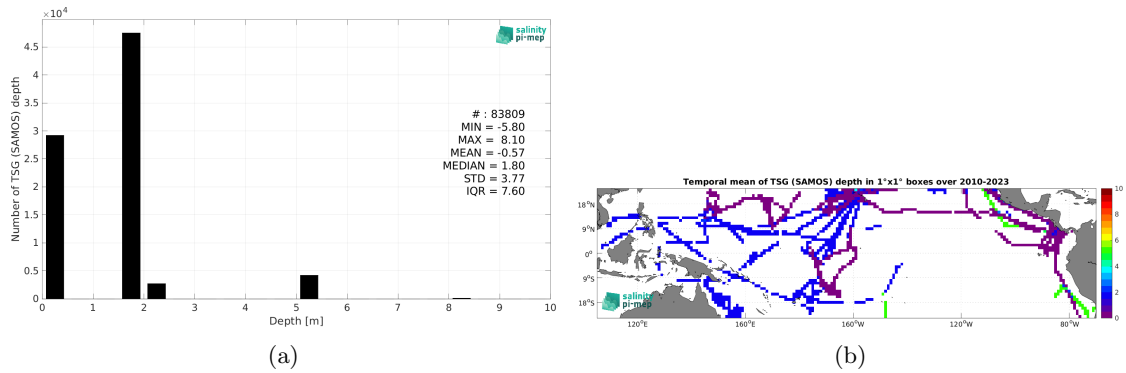 ×10⁴
4.5
4
3.5
3
2.5
2
1.5
1
0.5
0
Number of TSG (SAMOS) depth
salinity
pi-mep
# : 83809
MIN = -5.80
MAX = 8.10
MEAN = -0.57
MEDIAN = 1.80
STD = 3.77
IQR = 7.60
0 1 2 3 4 5 6 7 8 9 10
Depth [m]
(a)
Temporal mean of TSG (SAMOS) depth in 1°x1° boxes over 2010-2023
18°N
9°N
0°
9°S
18°S
salinity
pi-mep
120°E 160°E 160°W 120°W 80°W
10
8
6
4
2
0
(b)